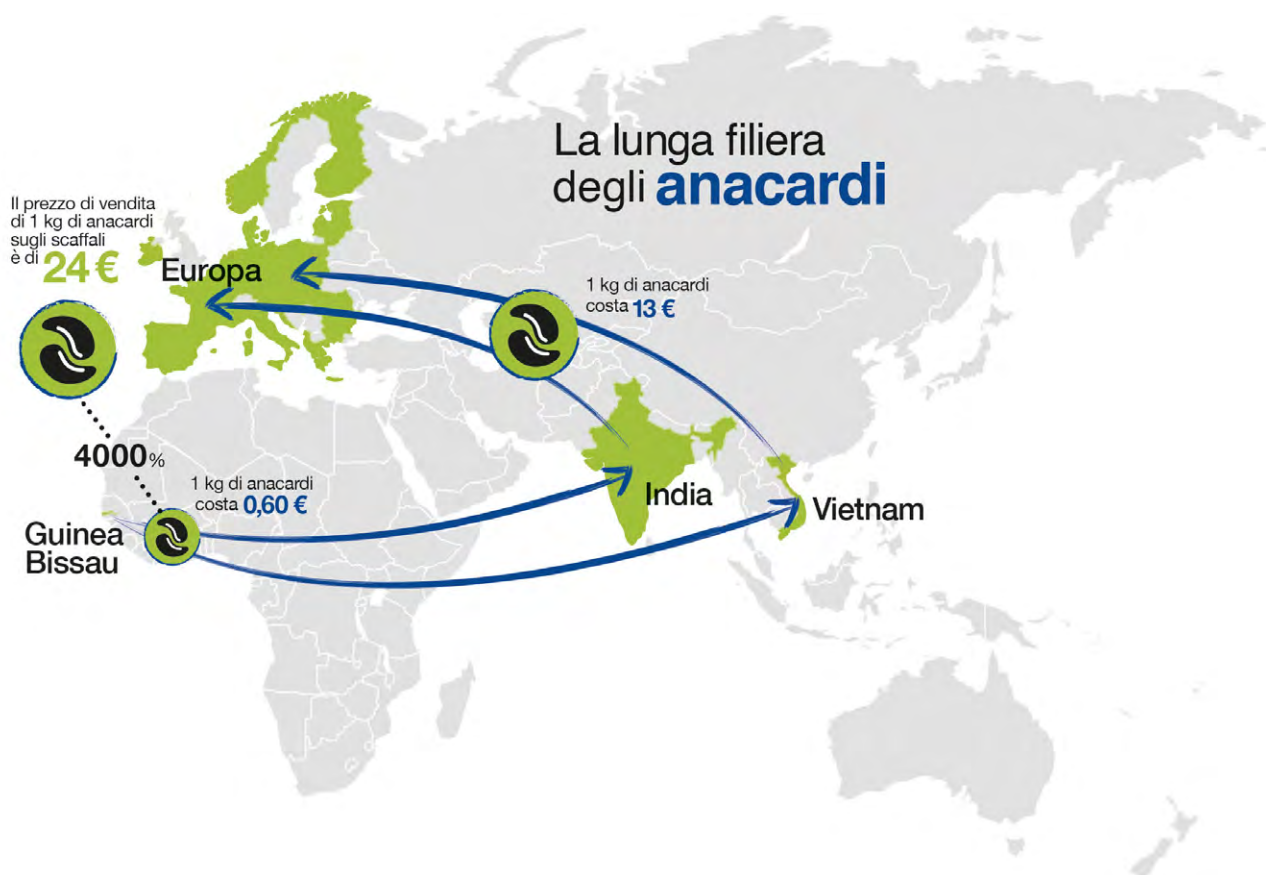 La lunga filiera
degli anacardi
Il prezzo di vendita
di 1 kg di anacardi
sugli scaffali
è di 24 €
Europa
1 kg di anacardi
costa 13 €
4000%
1 kg di anacardi
costa 0,60 €
Guinea
Bissau
India
Vietnam